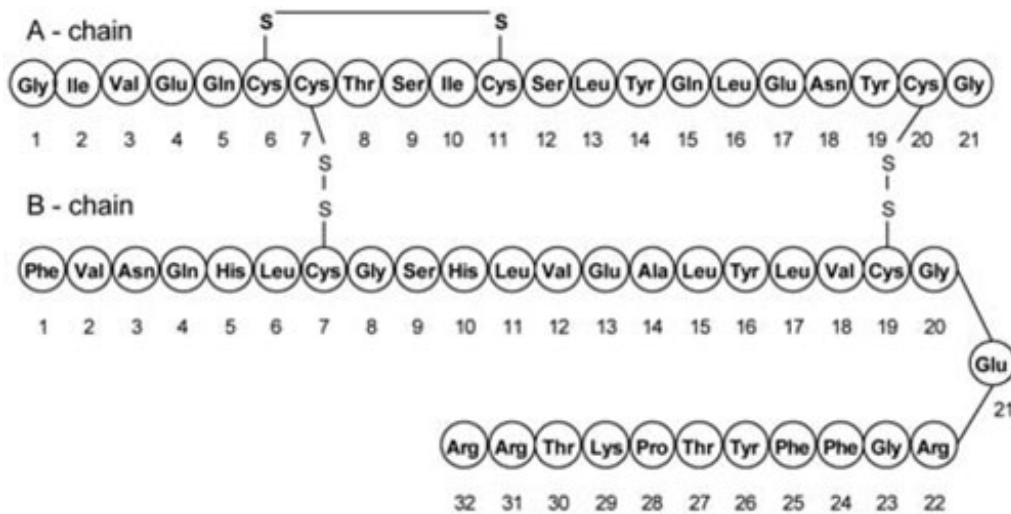 S S
A - chain
Gly Ile Val Glu Gln Cys Cys Thr Ser Ile Cys Ser Leu Tyr Gln Leu Glu Asn Tyr Cys Gly
1 2 3 4 5 6 7 8 9 10 11 12 13 14 15 16 17 18 19 20 21
S S
S S
B - chain
Phe Val Asn Gln His Leu Cys Gly Ser His Leu Val Glu Ala Leu Tyr Leu Val Cys Gly
1 2 3 4 5 6 7 8 9 10 11 12 13 14 15 16 17 18 19 20
Glu
21
Arg Arg Thr Lys Pro Thr Tyr Phe Phe Gly Arg
32 31 30 29 28 27 26 25 24 23 22